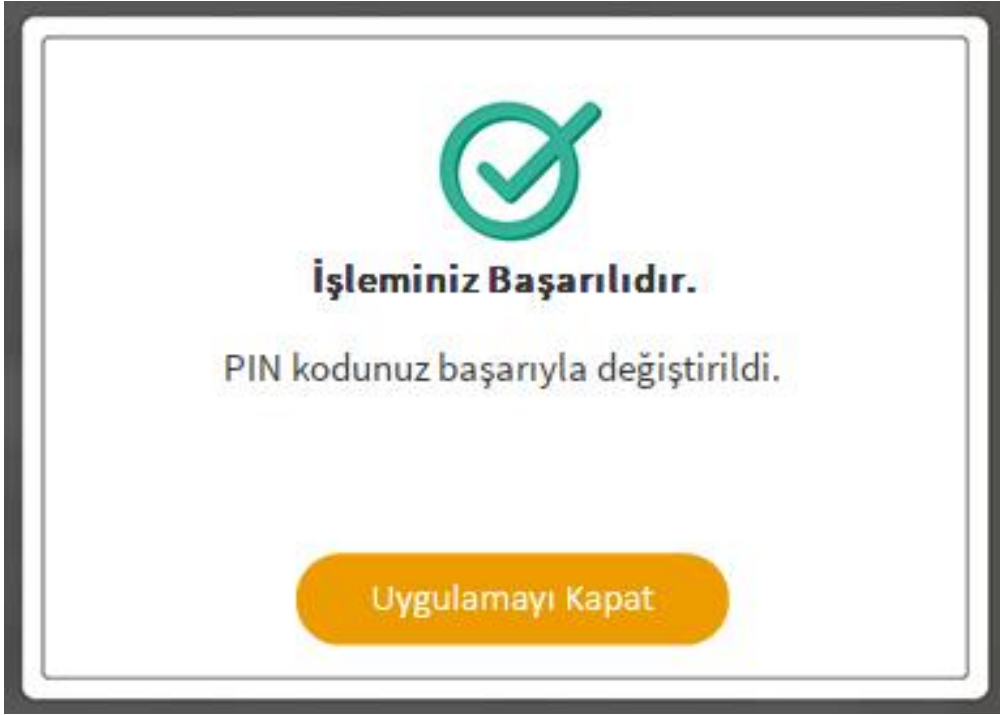 İşleminiz Başarılıdır.
PIN kodunuz başarıyla değiştirildi.
Uygulamayı Kapat